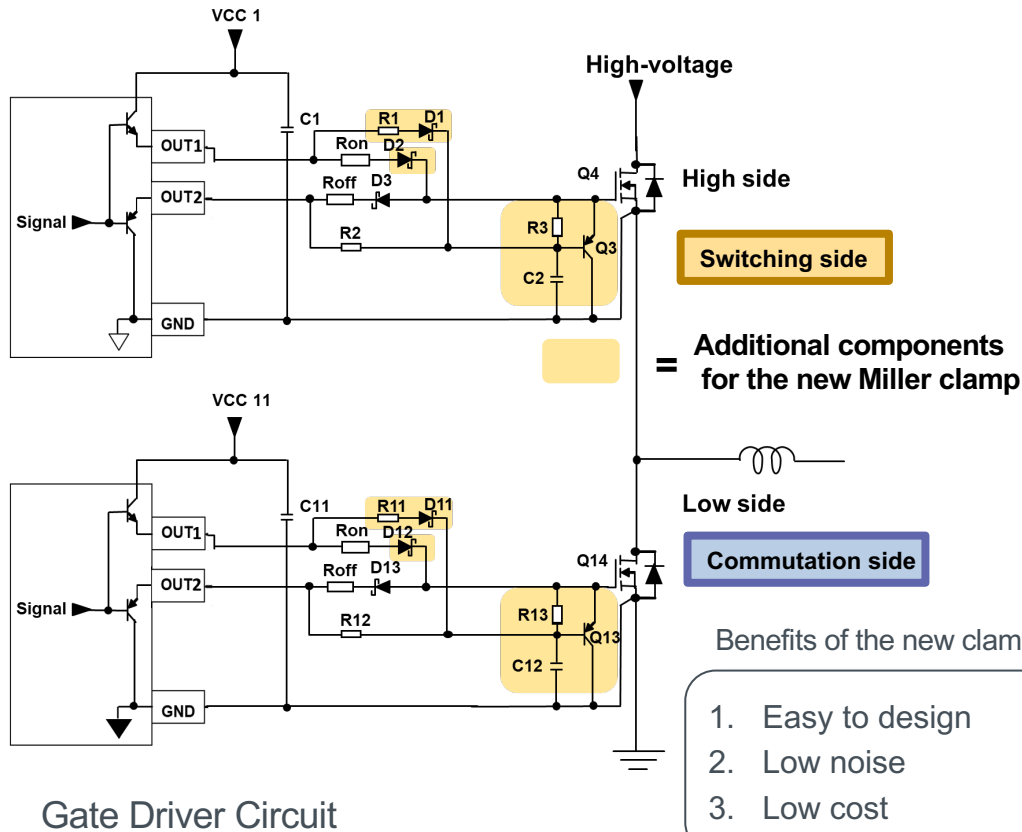 VCC 1
High-voltage
C1
R1
D1
OUT1
Ron
D2
Q4
High side
OUT2
Roff
D3
Signal
R2
R3
Q3
Switching side
C2
GND
= Additional components
for the new Miller clamp
VCC 11
C11
R11
D11
Low side
OUT1
Ron
D12
Q14
Commutation side
OUT2
Roff
D13
Signal
R12
R13
Q13
Benefits of the new clam
C12
GND
1. Easy to design
2. Low noise
3. Low cost
Gate Driver Circuit